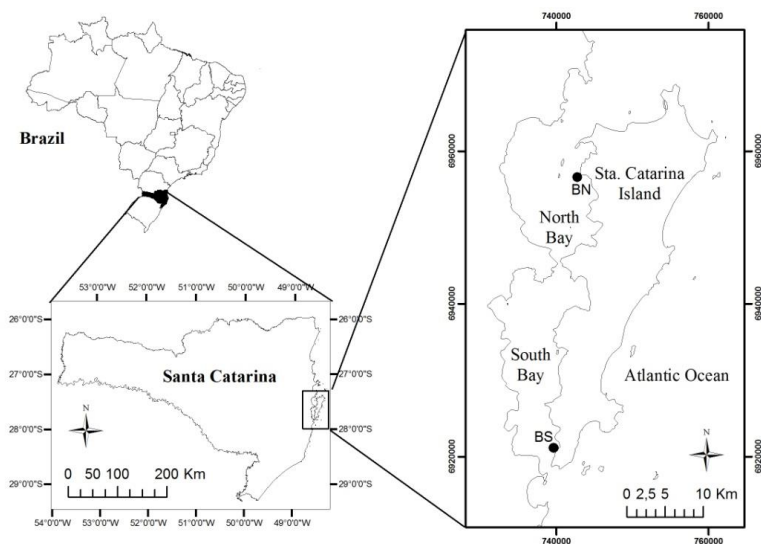 Brazil
53°0'0"W 52°0'0"W 51°0'0"W 50°0'0"W 49°0'0"W
26°0'0"S
27°0'0"S
28°0'0"S
29°0'0"S
Santa Catarina
N
0 50 100 200 Km
26°0'0"S
27°0'0"S
28°0'0"S
29°0'0"S
54°0'0"W 53°0'0"W 52°0'0"W 51°0'0"W 50°0'0"W 49°0'0"W
740000 760000
6960000
6940000
6920000
BN
Sta. Catarina
Island
North
Bay
South
Bay
Atlantic Ocean
BS
N
0 2,5 5 10 Km
6960000
6940000
6920000
740000 760000